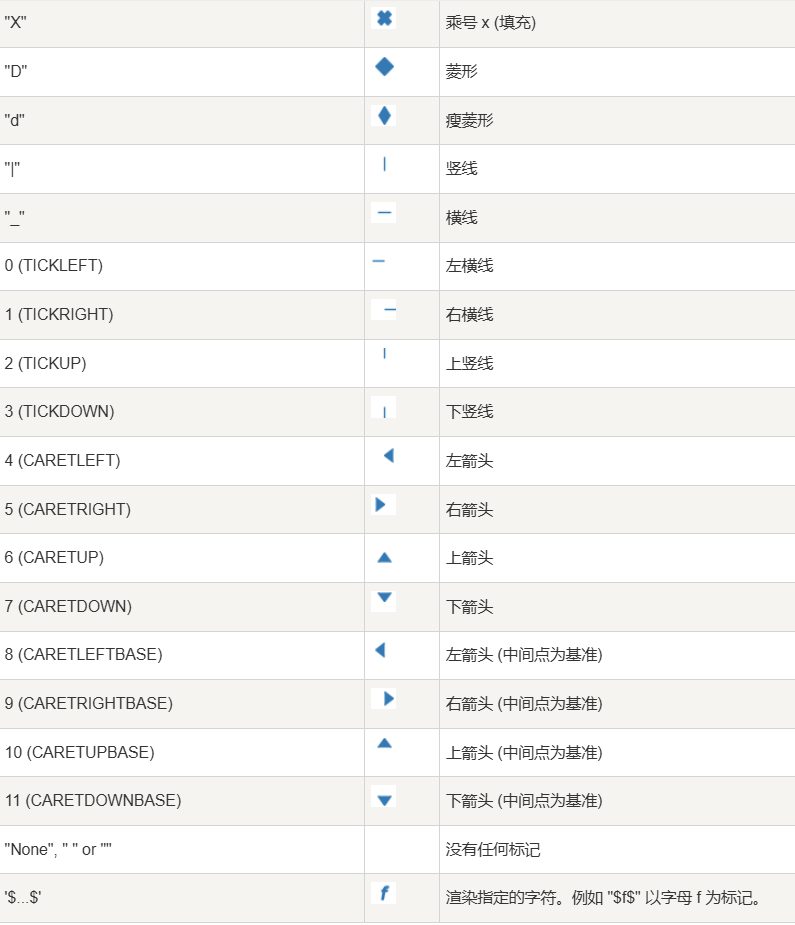 "X" 乘号 x (填充)
"D" 菱形
"d" 瘦菱形
"|" 竖线
"_" 横线
0 (TICKLEFT) 左横线
1 (TICKRIGHT) 右横线
2 (TICKUP) 上竖线
3 (TICKDOWN) 下竖线
4 (CARETLEFT) 左箭头
5 (CARETRIGHT) 右箭头
6 (CARETUP) 上箭头
7 (CARETDOWN) 下箭头
8 (CARETLEFTBASE) 左箭头 (中间点为基准)
9 (CARETRIGHTBASE) 右箭头 (中间点为基准)
10 (CARETUPBASE) 上箭头 (中间点为基准)
11 (CARETDOWNBASE) 下箭头 (中间点为基准)
"None", " " or "" 没有任何标记
'$...$' f 渲染指定的字符。例如 "$f$" 以字母 f 为标记。